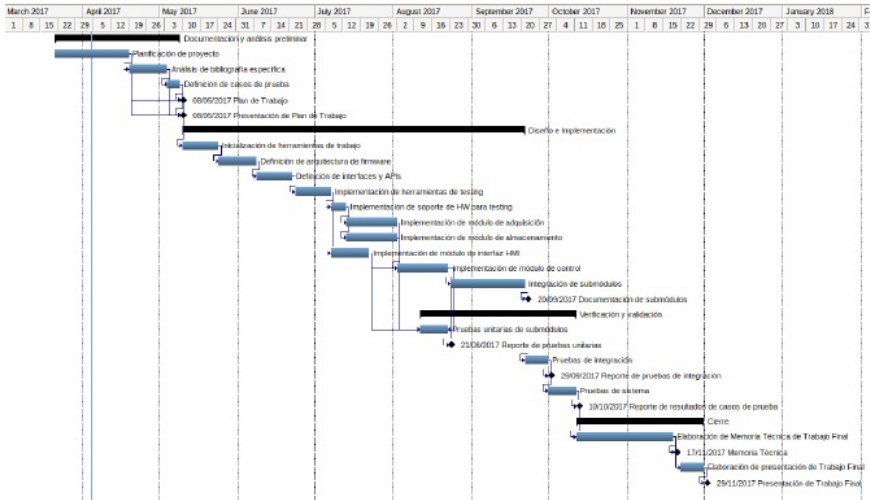 March 2017 April 2017 May 2017 June 2017 July 2017 August 2017 September 2017 October 2017 November 2017 December 2017 January 2018 F
1 8 15 22 29 5 12 19 26 3 10 17 24 31 7 14 21 28 5 12 19 26 2 9 16 23 30 6 13 20 27 4 11 18 25 1 8 15 22 29 6 13 20 27 3 10 17 24 31
Documentación y análisis preliminar
Planificación de proyecto
Análisis de bibliografía específica
Definición de casos de prueba
Plan de Trabajo
Presentación de Plan de Trabajo
Diseño e Implementación
Inicialización de herramientas de trabajo
Definición de arquitectura de firmware
Definición de interfaces y APIs
Implementación de herramientas de testing
Implementación de soporte de HW para testing
Implementación de módulo de adquisición
Implementación de módulo de almacenamiento
Implementación de módulo de interfaz HMI
Implementación de módulo de control
Integración de submódulos
20/09/2017 Documentación de submódulos
Verificación y validación
Pruebas unitarias de submódulos
21/08/2017 Reporte de pruebas unitarias
Pruebas de integración
29/09/2017 Reporte de pruebas de integración
Pruebas de sistema
10/10/2017 Reporte de resultados de casos de prueba
Cierre
Elaboración de Memoria Técnica de Trabajo Final
17/11/2017 Memoria Técnica
Elaboración de presentación de Trabajo Final
29/11/2017 Presentación de Trabajo Final